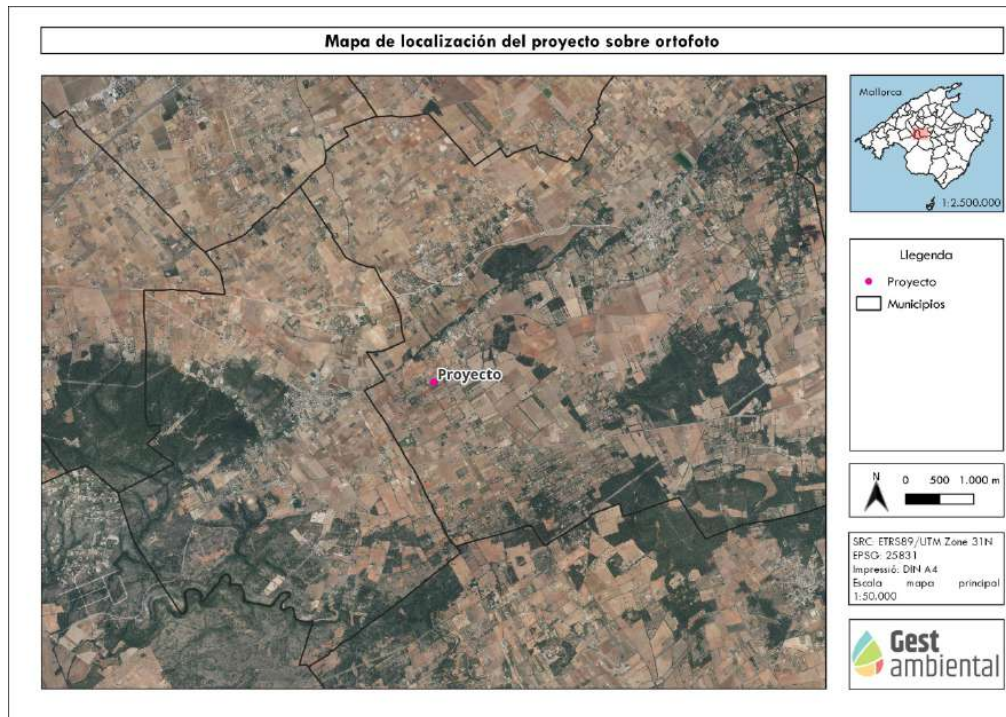 Mapa de localización del proyecto sobre ortofoto
Mallorca
1:2.500.000
Proyecto
Llegenda
Proyecto
Municipios
N
0 500 1.000 m
SRC: ETRS89/UTM Zone 31N
EPSG: 25831
Impressió: DIN A4
Escala mapa principal
1:50.000
Gest
ambiental